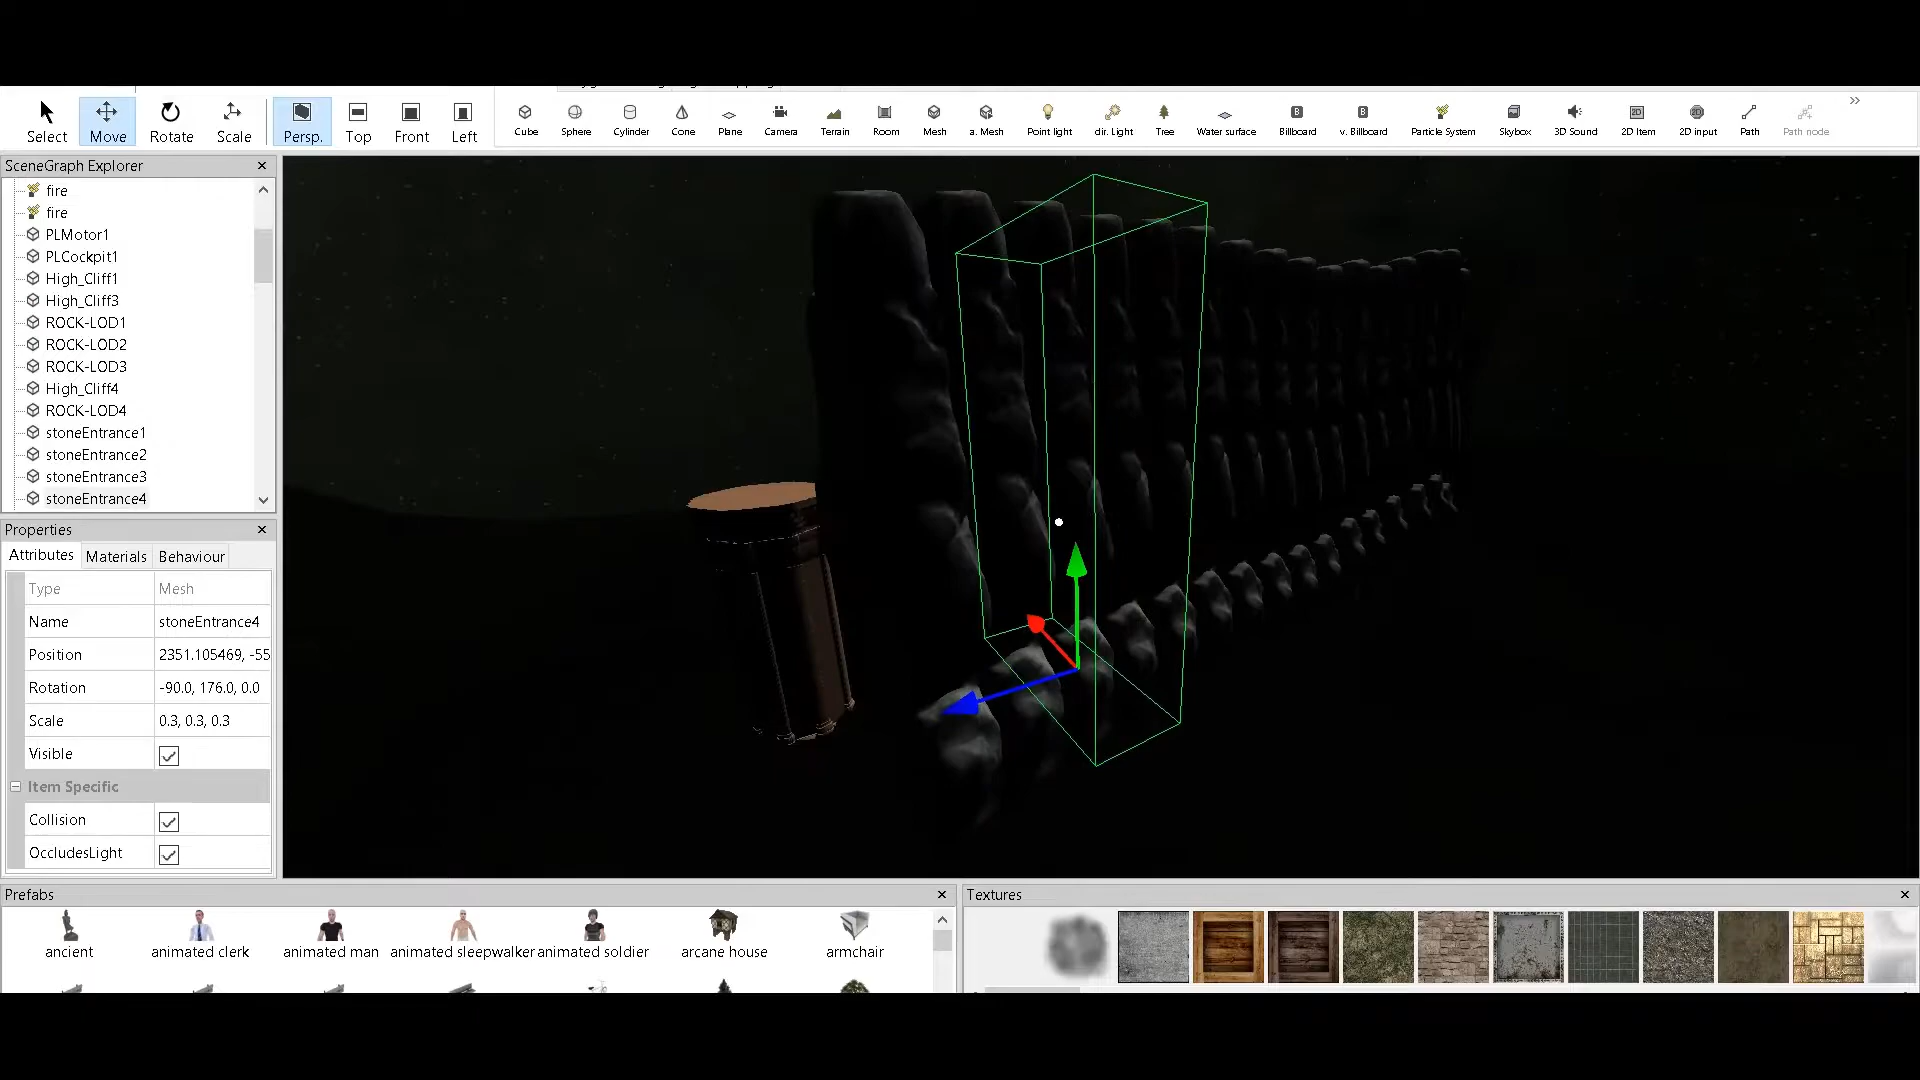 Select Move Rotate Scale Persp. Top Front Left Cube Sphere Cylinder Cone Plane Camera Terrain Room Mesh a. Mesh Point light dir. Light Tree Water surface Billboard v. Billboard Particle System Skybox 3D Sound 2D Item 2D input Path Path node
SceneGraph Explorer
fire
fire
PLMotor1
PLCockpit1
High_Cliff1
High_Cliff3
ROCK-LOD1
ROCK-LOD2
ROCK-LOD3
High_Cliff4
ROCK-LOD4
stoneEntrance1
stoneEntrance2
stoneEntrance3
stoneEntrance4
Properties
Attributes Materials Behaviour
Type Mesh
Name stoneEntrance4
Position 2351.105469, -55
Rotation -90.0, 176.0, 0.0
Scale 0.3, 0.3, 0.3
Visible
Item Specific
Collision
OccludesLight
Prefabs
ancient animated clerk animated man animated sleepwalker animated soldier arcane house armchair
Textures